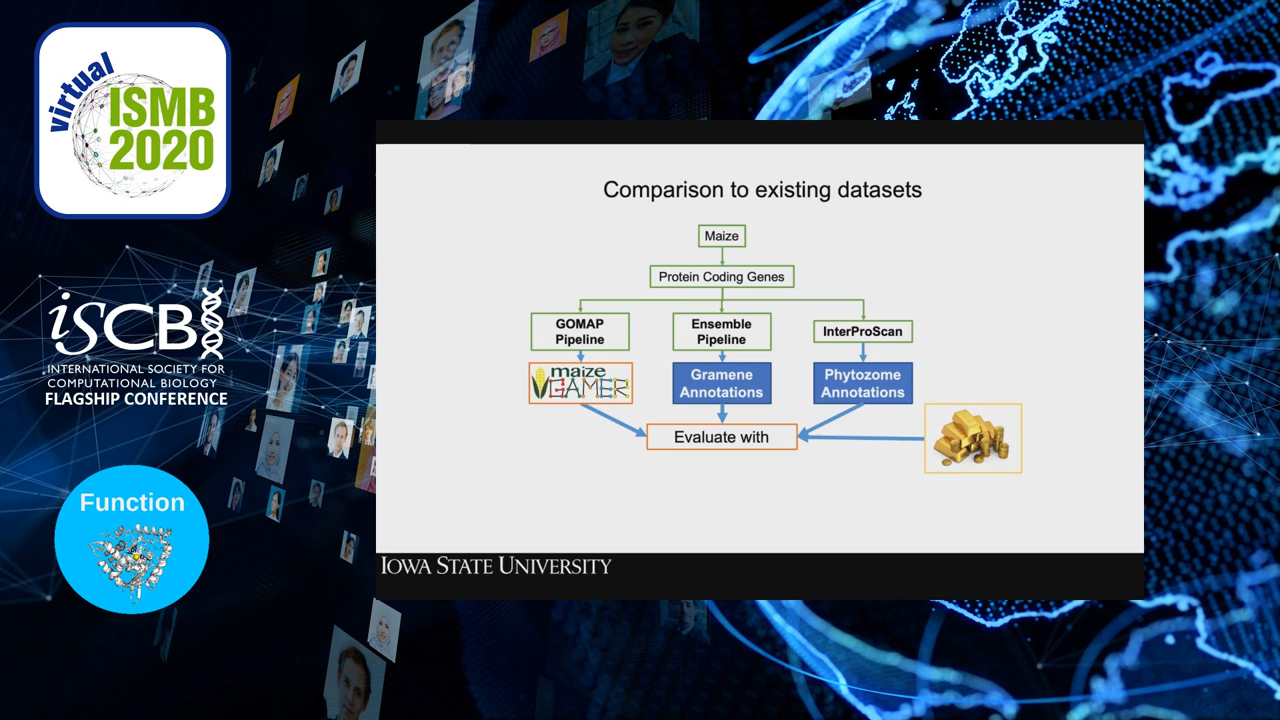 virtual
ISMB
2020
iSCB
INTERNATIONAL SOCIETY FOR
COMPUTATIONAL BIOLOGY
FLAGSHIP CONFERENCE
Function
Comparison to existing datasets
Maize
Protein Coding Genes
GOMAP
Pipeline
Ensemble
Pipeline
InterProScan
maize
GAMER
Gramene
Annotations
Phytozome
Annotations
Evaluate with
IOWA STATE UNIVERSITY